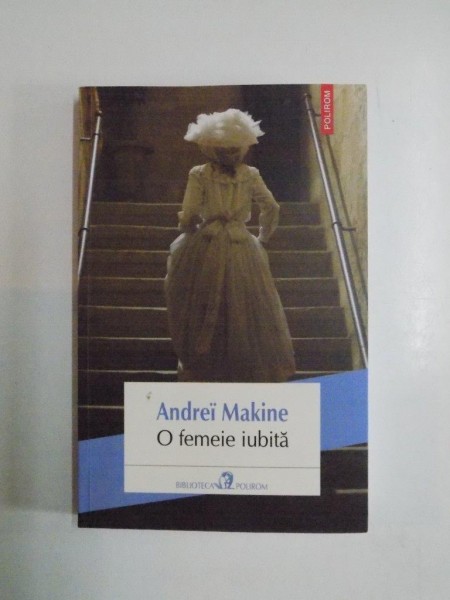 POLIROM
Andreï Makine
O femeie iubită
BIBLIOTECA POLIROM